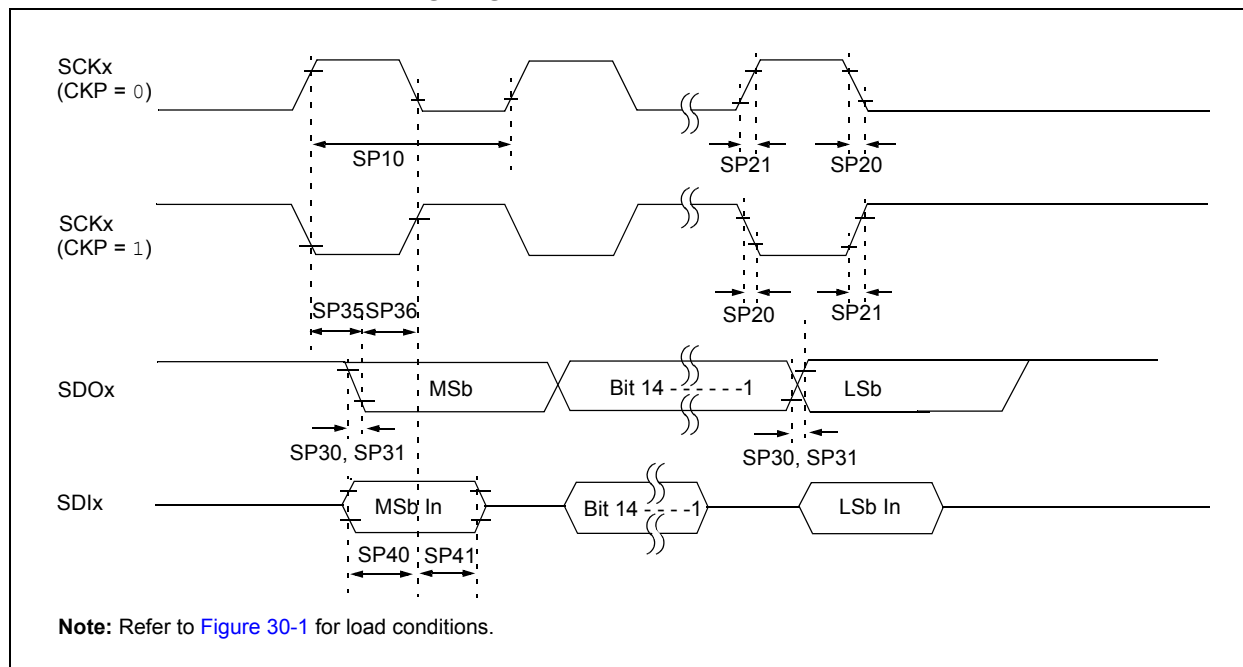 SCKx
(CKP = 0)
SP10
SP21
SP20
SCKx
(CKP = 1)
SP35
SP36
SP20
SP21
SDOx
MSb
Bit 14 - - - - - -1
LSb
SP30, SP31
SP30, SP31
SDIx
MSb In
Bit 14 - - - - -1
LSb In
SP40
SP41
Note: Refer to Figure 30-1 for load conditions.